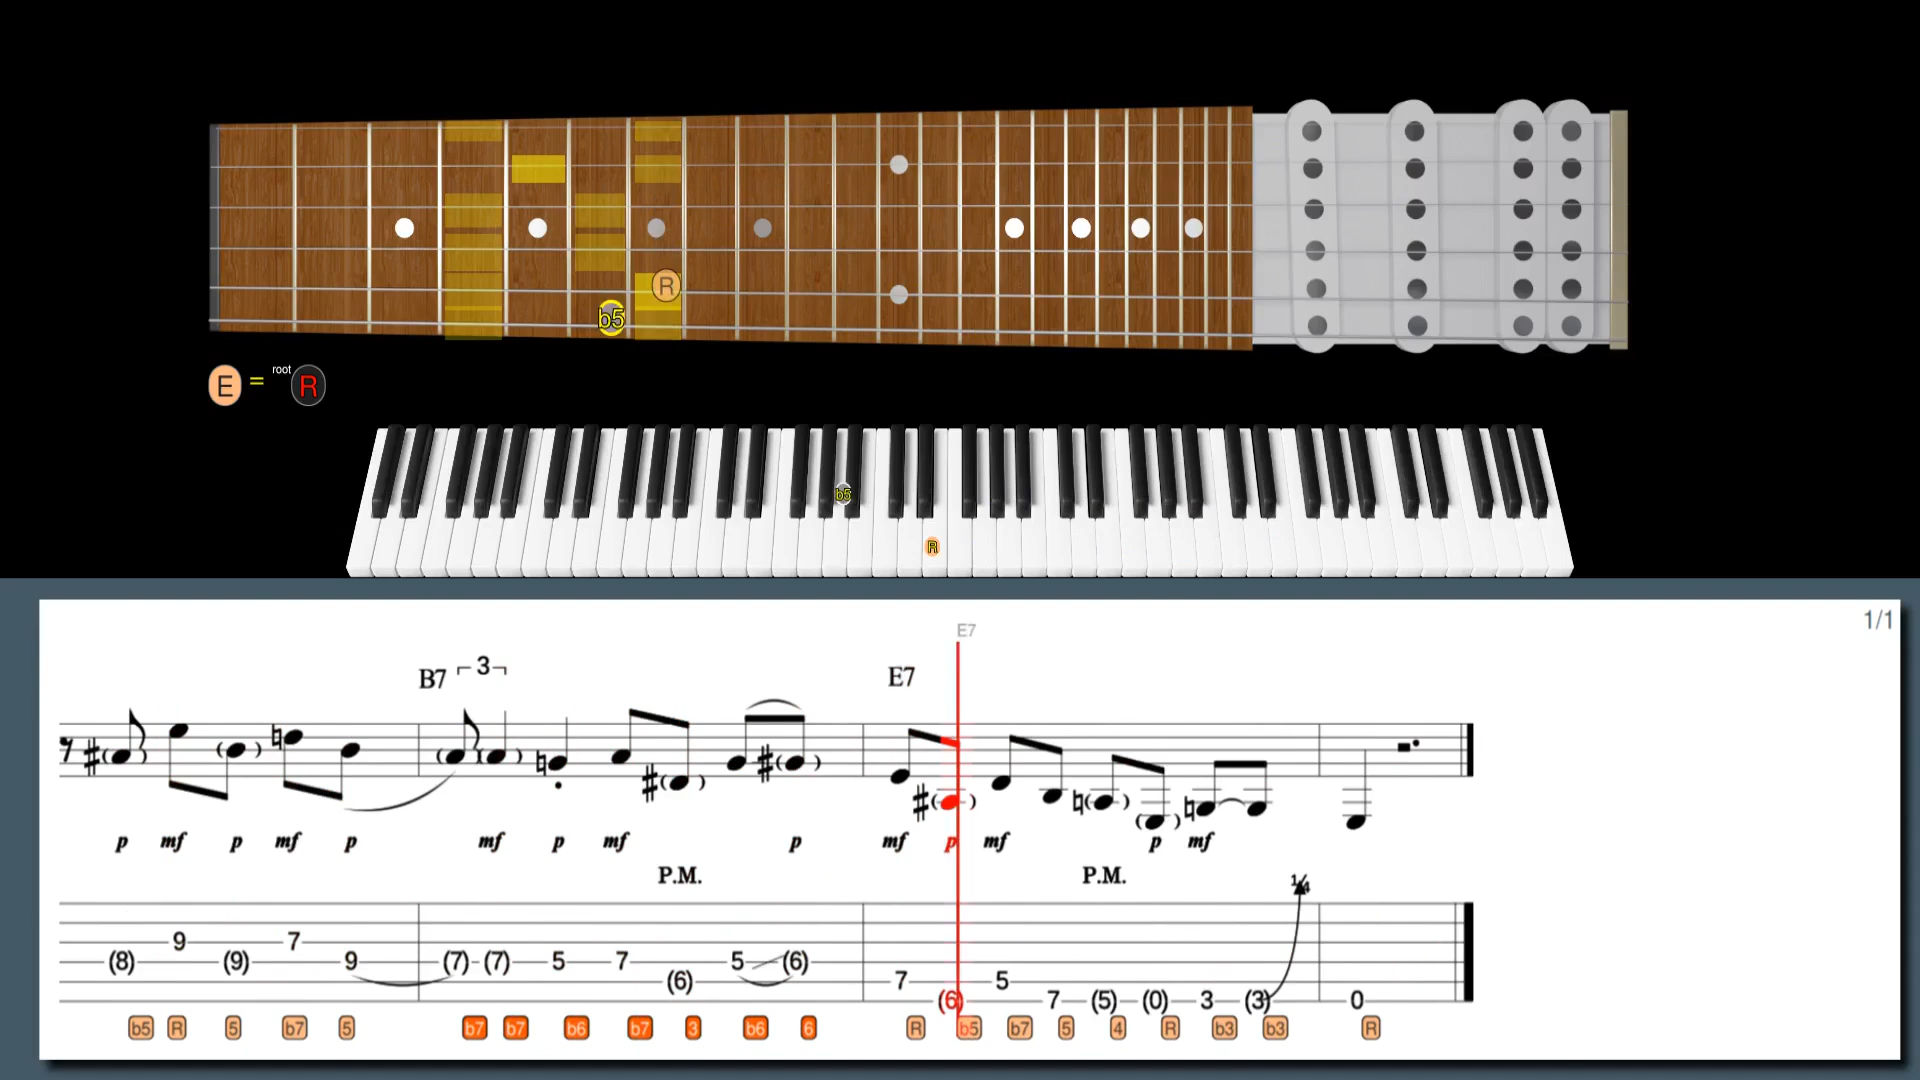 R
b5
root
E = R
b5
R
1/1
E7
B7 3 E7
p mf p mf p mf p mf p mf p mf p mf
P.M. P.M.
1/4
9 7
(8) (9) 9 (7) (7) 5 7 5 (6)
(6) 7 5
(6) 7 (5) (0) 3 (3) 0
b5 R 5 b7 5 b7 b7 b6 b7 3 b6 6 R b5 b7 5 4 R b3 b3 R